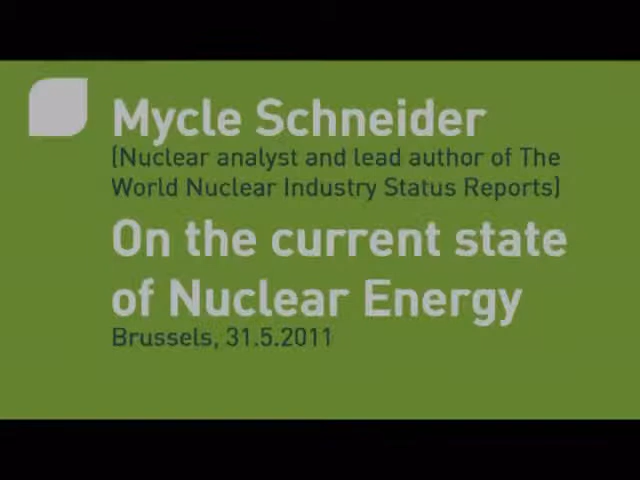 Mycle Schneider
(Nuclear analyst and lead author of The
World Nuclear Industry Status Reports)
On the current state
of Nuclear Energy
Brussels, 31.5.2011